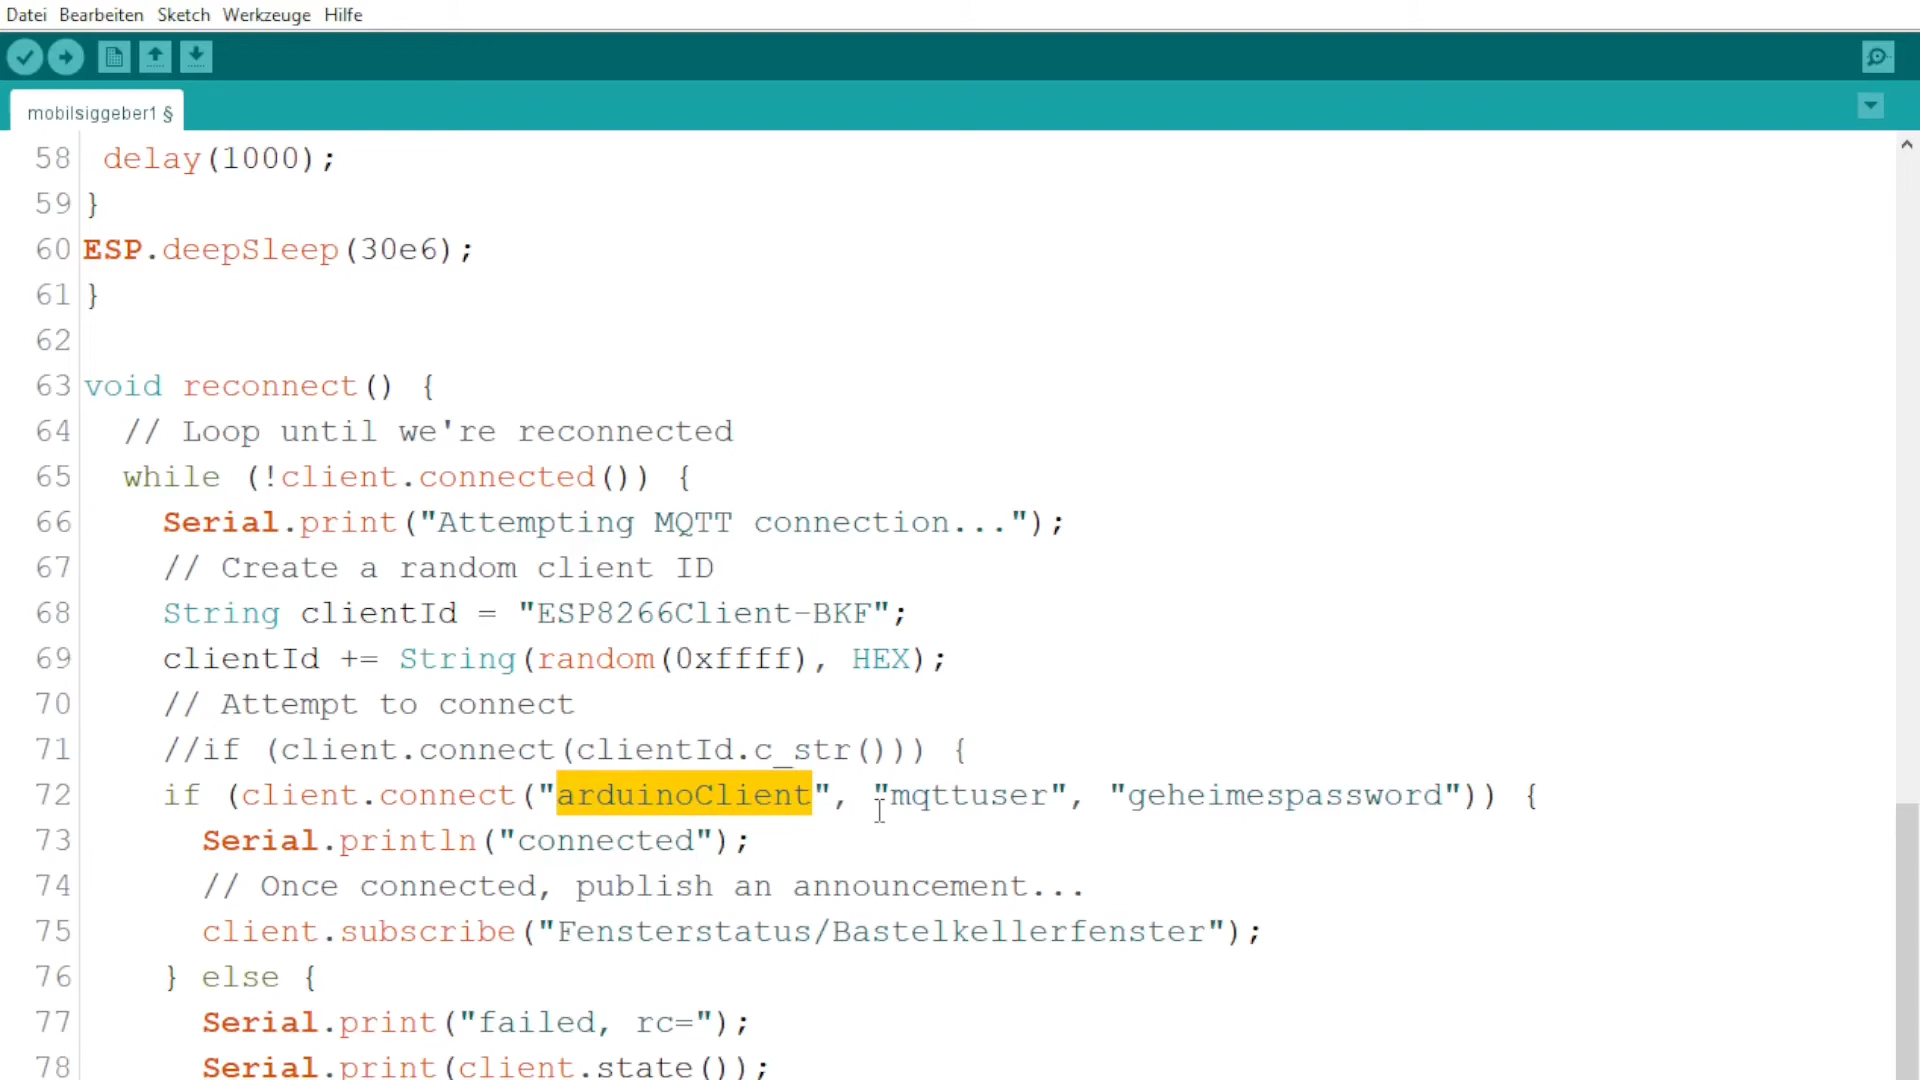 Datei Bearbeiten Sketch Werkzeuge Hilfe
mobilsiggeber1 §
58 delay(1000);
59 }
60 ESP.deepSleep(30e6);
61 }
62
63 void reconnect() {
64 // Loop until we're reconnected
65 while (!client.connected()) {
66 Serial.print("Attempting MQTT connection...");
67 // Create a random client ID
68 String clientId = "ESP8266Client-BKF";
69 clientId += String(random(0xffff), HEX);
70 // Attempt to connect
71 //if (client.connect(clientId.c_str())) {
72 if (client.connect("arduinoClient", "mqttuser", "geheimespassword")) {
73 Serial.println("connected");
74 // Once connected, publish an announcement...
75 client.subscribe("Fensterstatus/Bastelkellerfenster");
76 } else {
77 Serial.print("failed, rc=");
78 Serial.print(client.state());